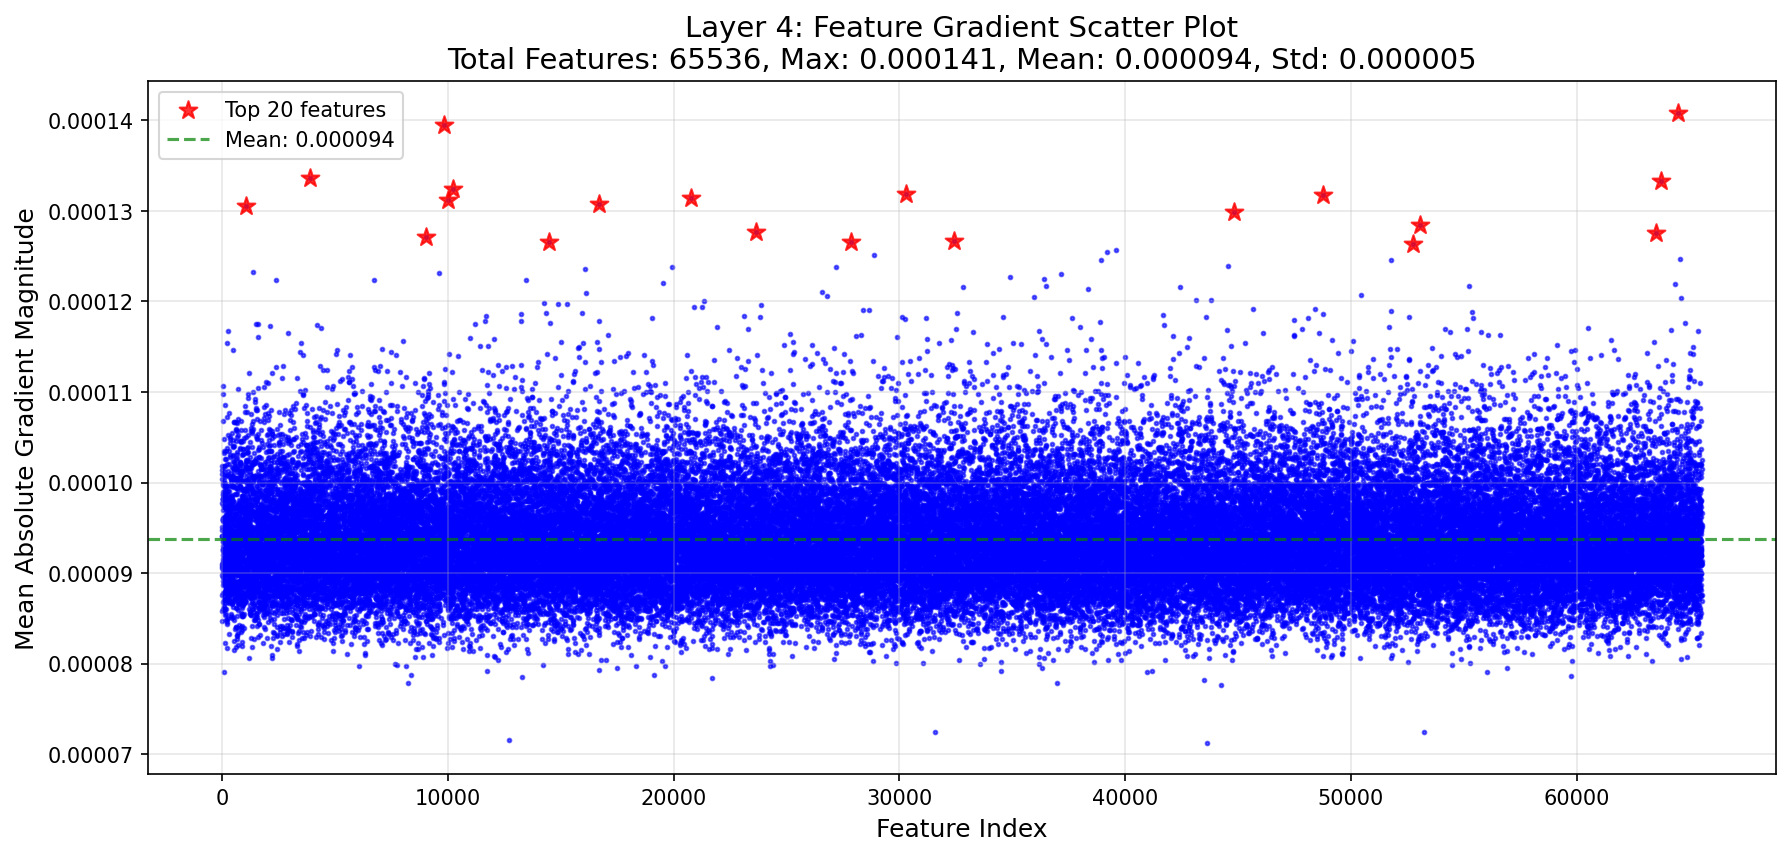 Layer 4: Feature Gradient Scatter Plot
Total Features: 65536, Max: 0.000141, Mean: 0.000094, Std: 0.000005
Top 20 features
Mean: 0.000094
Mean Absolute Gradient Magnitude
0.00014
0.00013
0.00012
0.00011
0.00010
0.00009
0.00008
0.00007
0
10000
20000
30000
40000
50000
60000
Feature Index